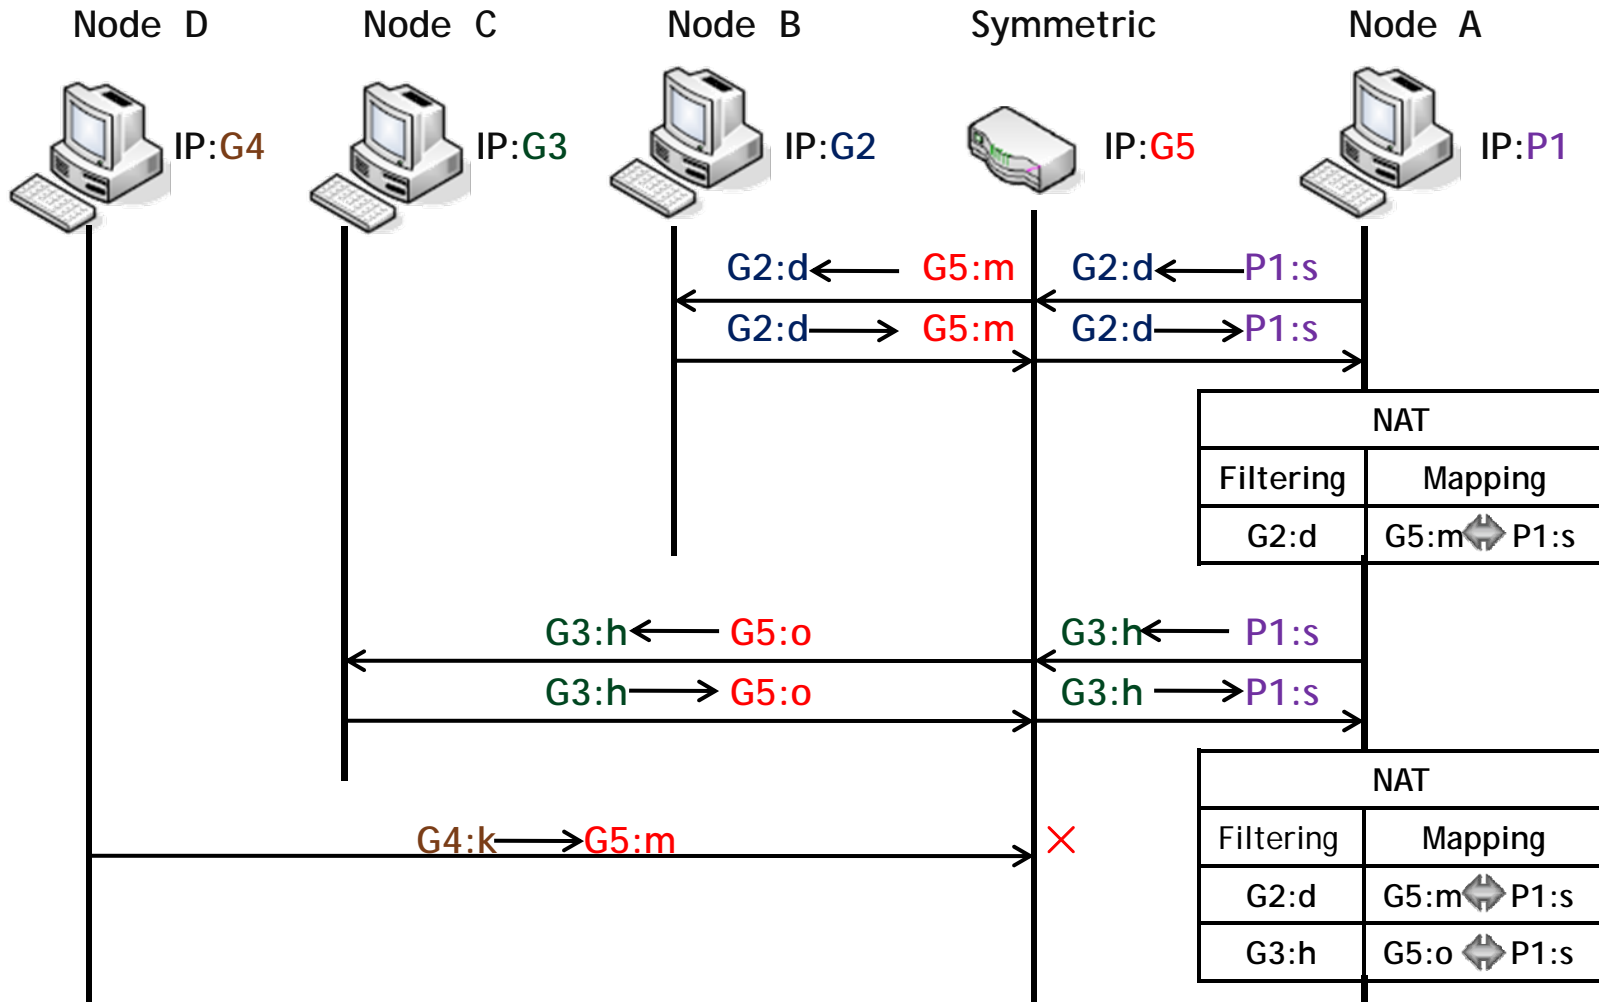 Node D Node C Node B Symmetric Node A
IP:G4 IP:G3 IP:G2 IP:G5 IP:P1
G2:d G5:m G2:d P1:s
G2:d G5:m G2:d P1:s
NAT
Filtering Mapping
G2:d G5:m P1:s
G3:h G5:o G3:h P1:s
G3:h G5:o G3:h P1:s
NAT
G4:k G5:m Filtering Mapping
G2:d G5:m P1:s
G3:h G5:o P1:s